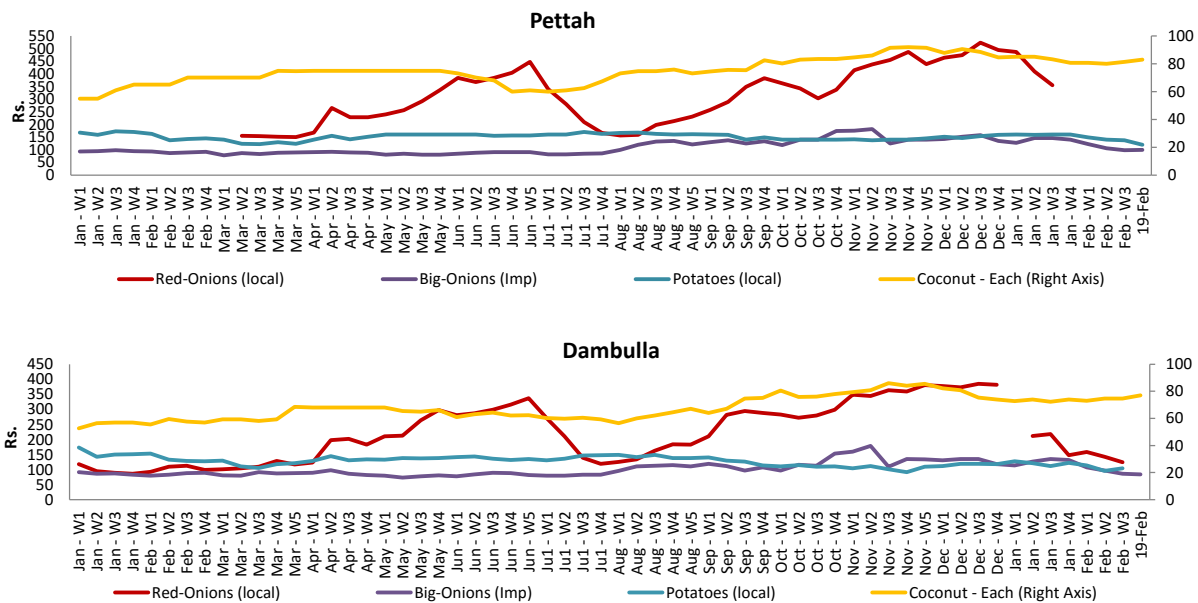 Pettah
550
500
450
400
350
300
250
200
150
100
50
0
Rs.
100
80
60
40
20
0
Jan - W1
Jan - W2
Jan - W3
Jan - W4
Feb - W1
Feb - W2
Feb - W3
Feb - W4
Mar - W1
Mar - W2
Mar - W3
Mar - W4
Mar - W5
Apr - W1
Apr - W2
Apr - W3
Apr - W4
May - W1
May - W2
May - W3
May - W4
Jun - W1
Jun - W2
Jun - W3
Jun - W4
Jun - W5
Ju1 - W1
Ju1 - W2
Ju1 - W3
Ju1 - W4
Aug - W1
Aug - W2
Aug - W3
Aug - W4
Aug - W5
Sep - W1
Sep - W2
Sep - W3
Sep - W4
Oct - W1
Oct - W2
Oct - W3
Oct - W4
Nov - W1
Nov - W2
Nov - W3
Nov - W4
Nov - W5
Dec - W1
Dec - W2
Dec - W3
Dec - W4
Jan - W1
Jan - W2
Jan - W3
Jan - W4
Feb - W1
Feb - W2
Feb - W3
19-Feb
Red-Onions (local) Big-Onions (Imp) Potatoes (local) Coconut - Each (Right Axis)
Dambulla
450
400
350
300
250
200
150
100
50
0
Rs.
100
80
60
40
20
0
Jan - W1
Jan - W2
Jan - W3
Jan - W4
Feb - W1
Feb - W2
Feb - W3
Feb - W4
Mar - W1
Mar - W2
Mar - W3
Mar - W4
Mar - W5
Apr - W1
Apr - W2
Apr - W3
Apr - W4
May - W1
May - W2
May - W3
May - W4
Jun - W1
Jun - W2
Jun - W3
Jun - W4
Jun - W5
Ju1 - W1
Ju1 - W2
Ju1 - W3
Ju1 - W4
Aug - W1
Aug - W2
Aug - W3
Aug - W4
Aug - W5
Sep - W1
Sep - W2
Sep - W3
Sep - W4
Oct - W1
Oct - W2
Oct - W3
Oct - W4
Nov - W1
Nov - W2
Nov - W3
Nov - W4
Nov - W5
Dec - W1
Dec - W2
Dec - W3
Dec - W4
Jan - W1
Jan - W2
Jan - W3
Jan - W4
Feb - W1
Feb - W2
Feb - W3
19-Feb
Red-Onions (local) Big-Onions (Imp) Potatoes (local) Coconut - Each (Right Axis)